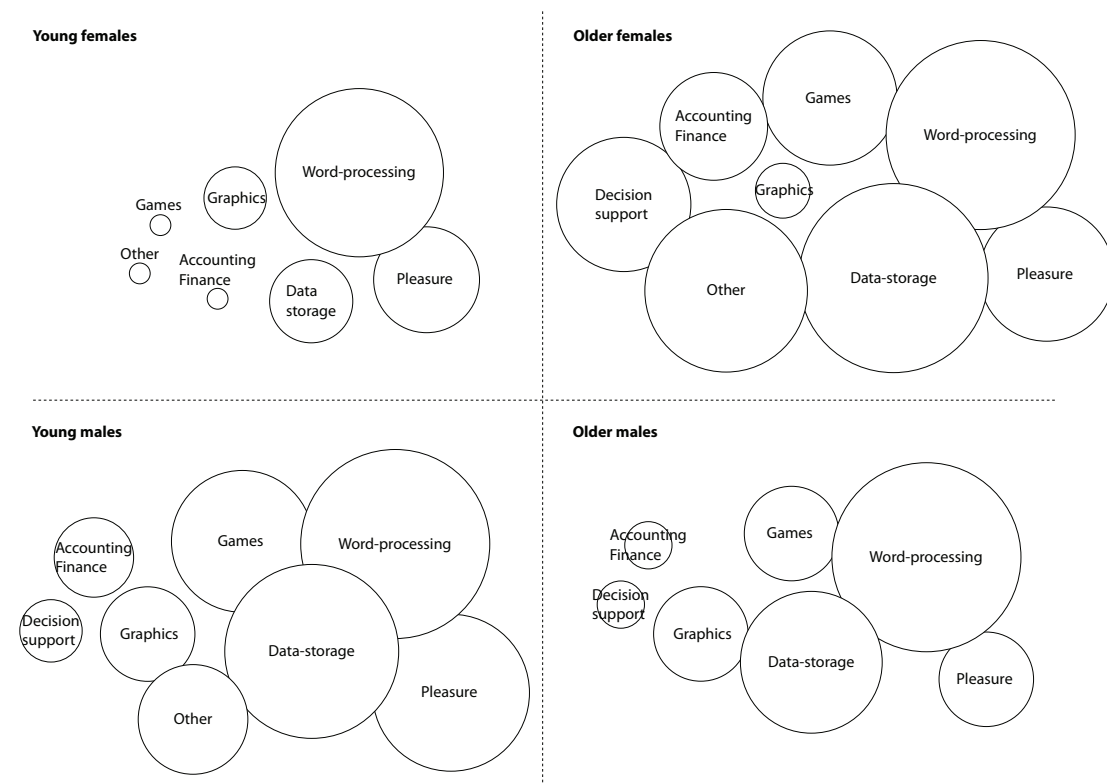 Young females
Word-processing
Graphics
Games
Other
Accounting
Finance
Data
storage
Pleasure
Older females
Games
Accounting
Finance
Word-processing
Decision
support
Graphics
Other
Data-storage
Pleasure
Young males
Games
Word-processing
Accounting
Finance
Decision
support
Graphics
Data-storage
Pleasure
Other
Older males
Accounting
Finance
Games
Word-processing
Decision
support
Graphics
Data-storage
Pleasure